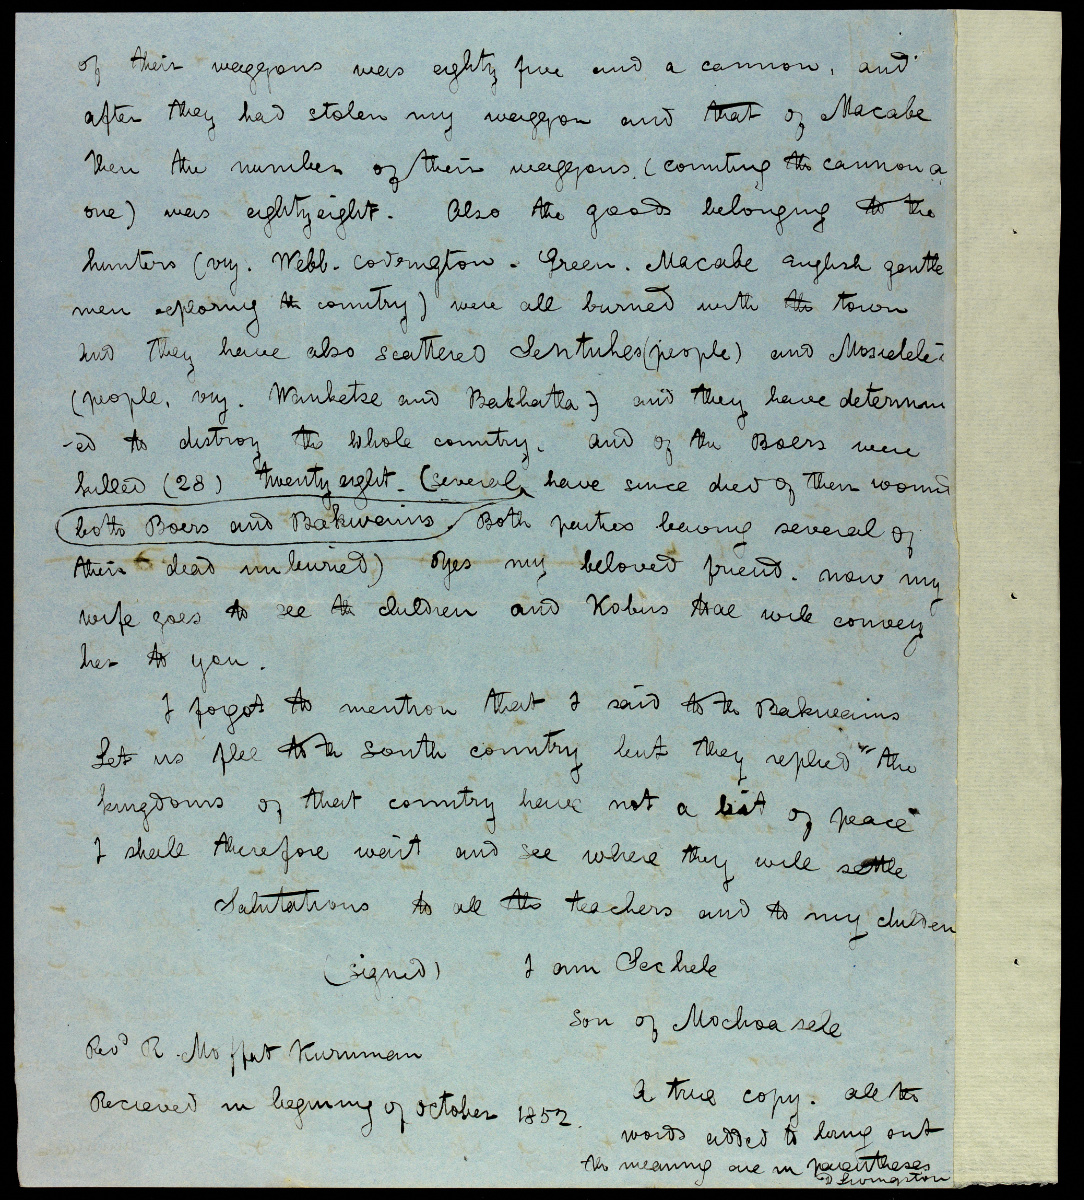 of their waggons was eighty five and a cannon, and
after they had stolen my waggon and that of Macabe
then the number of their waggons (counting the cannon a
one) was eightyeight. Also the goods belonging to the
hunters (viz. Webb. Codrington. Green. Macabe English gentle
men exploring the country) were all burned with the town
And they have also scattered Sentuhes (people) and Mosielele's
(people, viz. Wanketse and Bakhatla) and they have determin
-ed to distroy the whole country. and of the Boers were
killed (28) twenty eight. (several have since died of their wounds
both Boers and Bakwains. Both parties leaving several of
their dead unburied) Oyes my beloved friend. now my
wife goes to see the children and Kobus Hae will convey
her to you.
I forgot to mention that I said to the Bakwains
Let us flee to the South country but they replied "the
kingdoms of that country have not a bit of peace"
I shall therefore wait and see where they will settle
Salutations to all the teachers and to my children
(signed) I am Sechele
Son of Mochoasele
Revd R. Moffat Kuruman
Recieved in begining of October 1852.
A true copy. all the
words added to bring out
the meaning are in parentheses
D Livingston